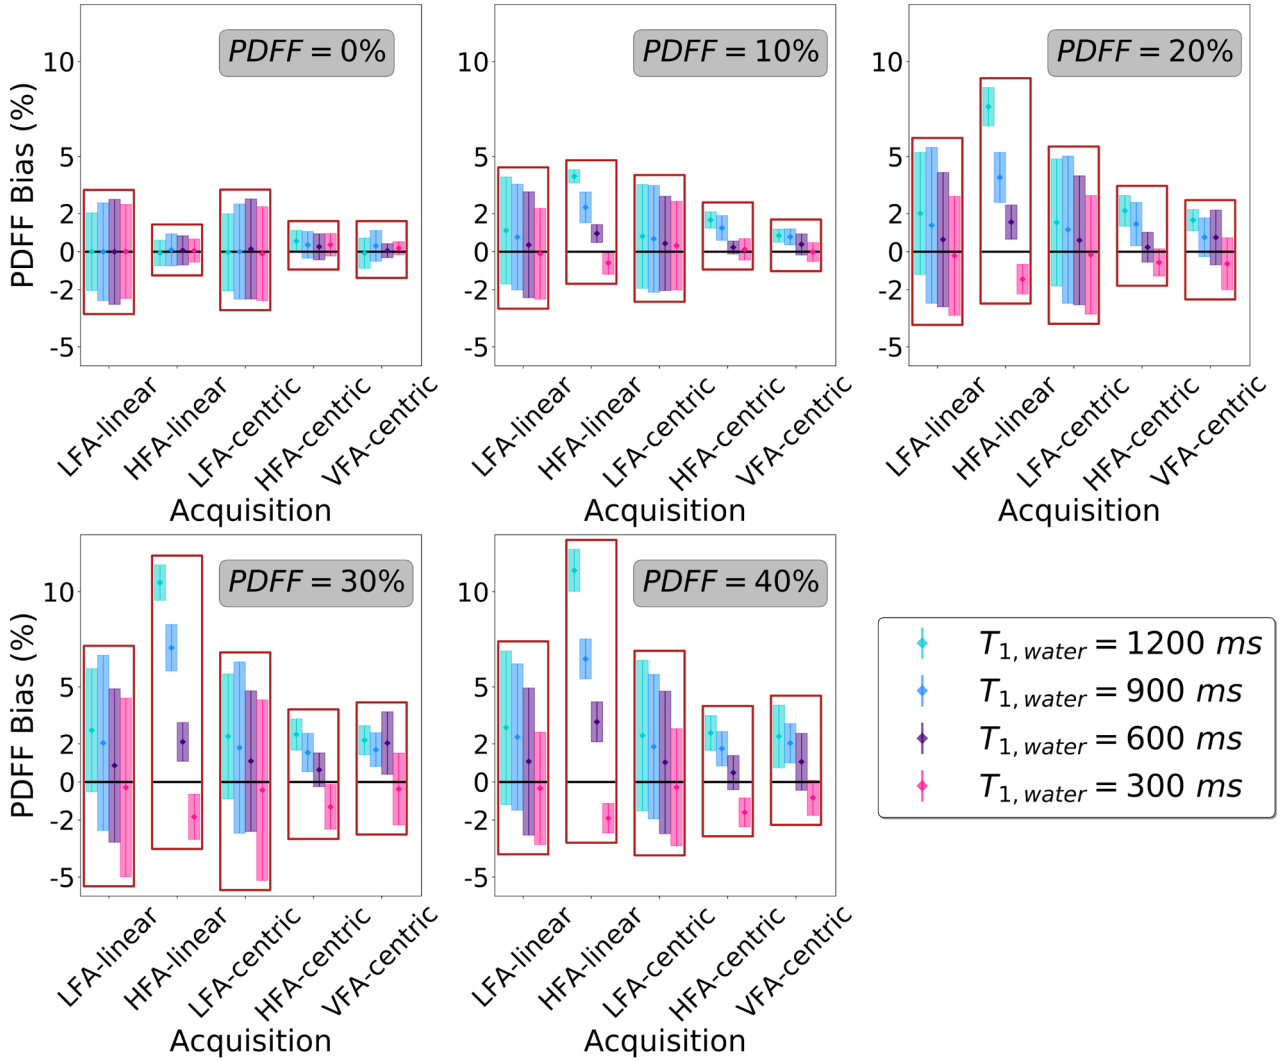 PDFF Bias (%)
10
5
2
0
-2
-5
PDFF = 0%
LFA-linear
HFA-linear
LFA-centric
HFA-centric
VFA-centric
Acquisition
10
5
2
0
-2
-5
PDFF = 10%
LFA-linear
HFA-linear
LFA-centric
HFA-centric
VFA-centric
Acquisition
10
5
2
0
-2
-5
PDFF = 20%
LFA-linear
HFA-linear
LFA-centric
HFA-centric
VFA-centric
Acquisition
PDFF Bias (%)
10
5
2
0
-2
-5
PDFF = 30%
LFA-linear
HFA-linear
LFA-centric
HFA-centric
VFA-centric
Acquisition
10
5
2
0
-2
-5
PDFF = 40%
LFA-linear
HFA-linear
LFA-centric
HFA-centric
VFA-centric
Acquisition
T1, water = 1200 ms
T1, water = 900 ms
T1, water = 600 ms
T1, water = 300 ms